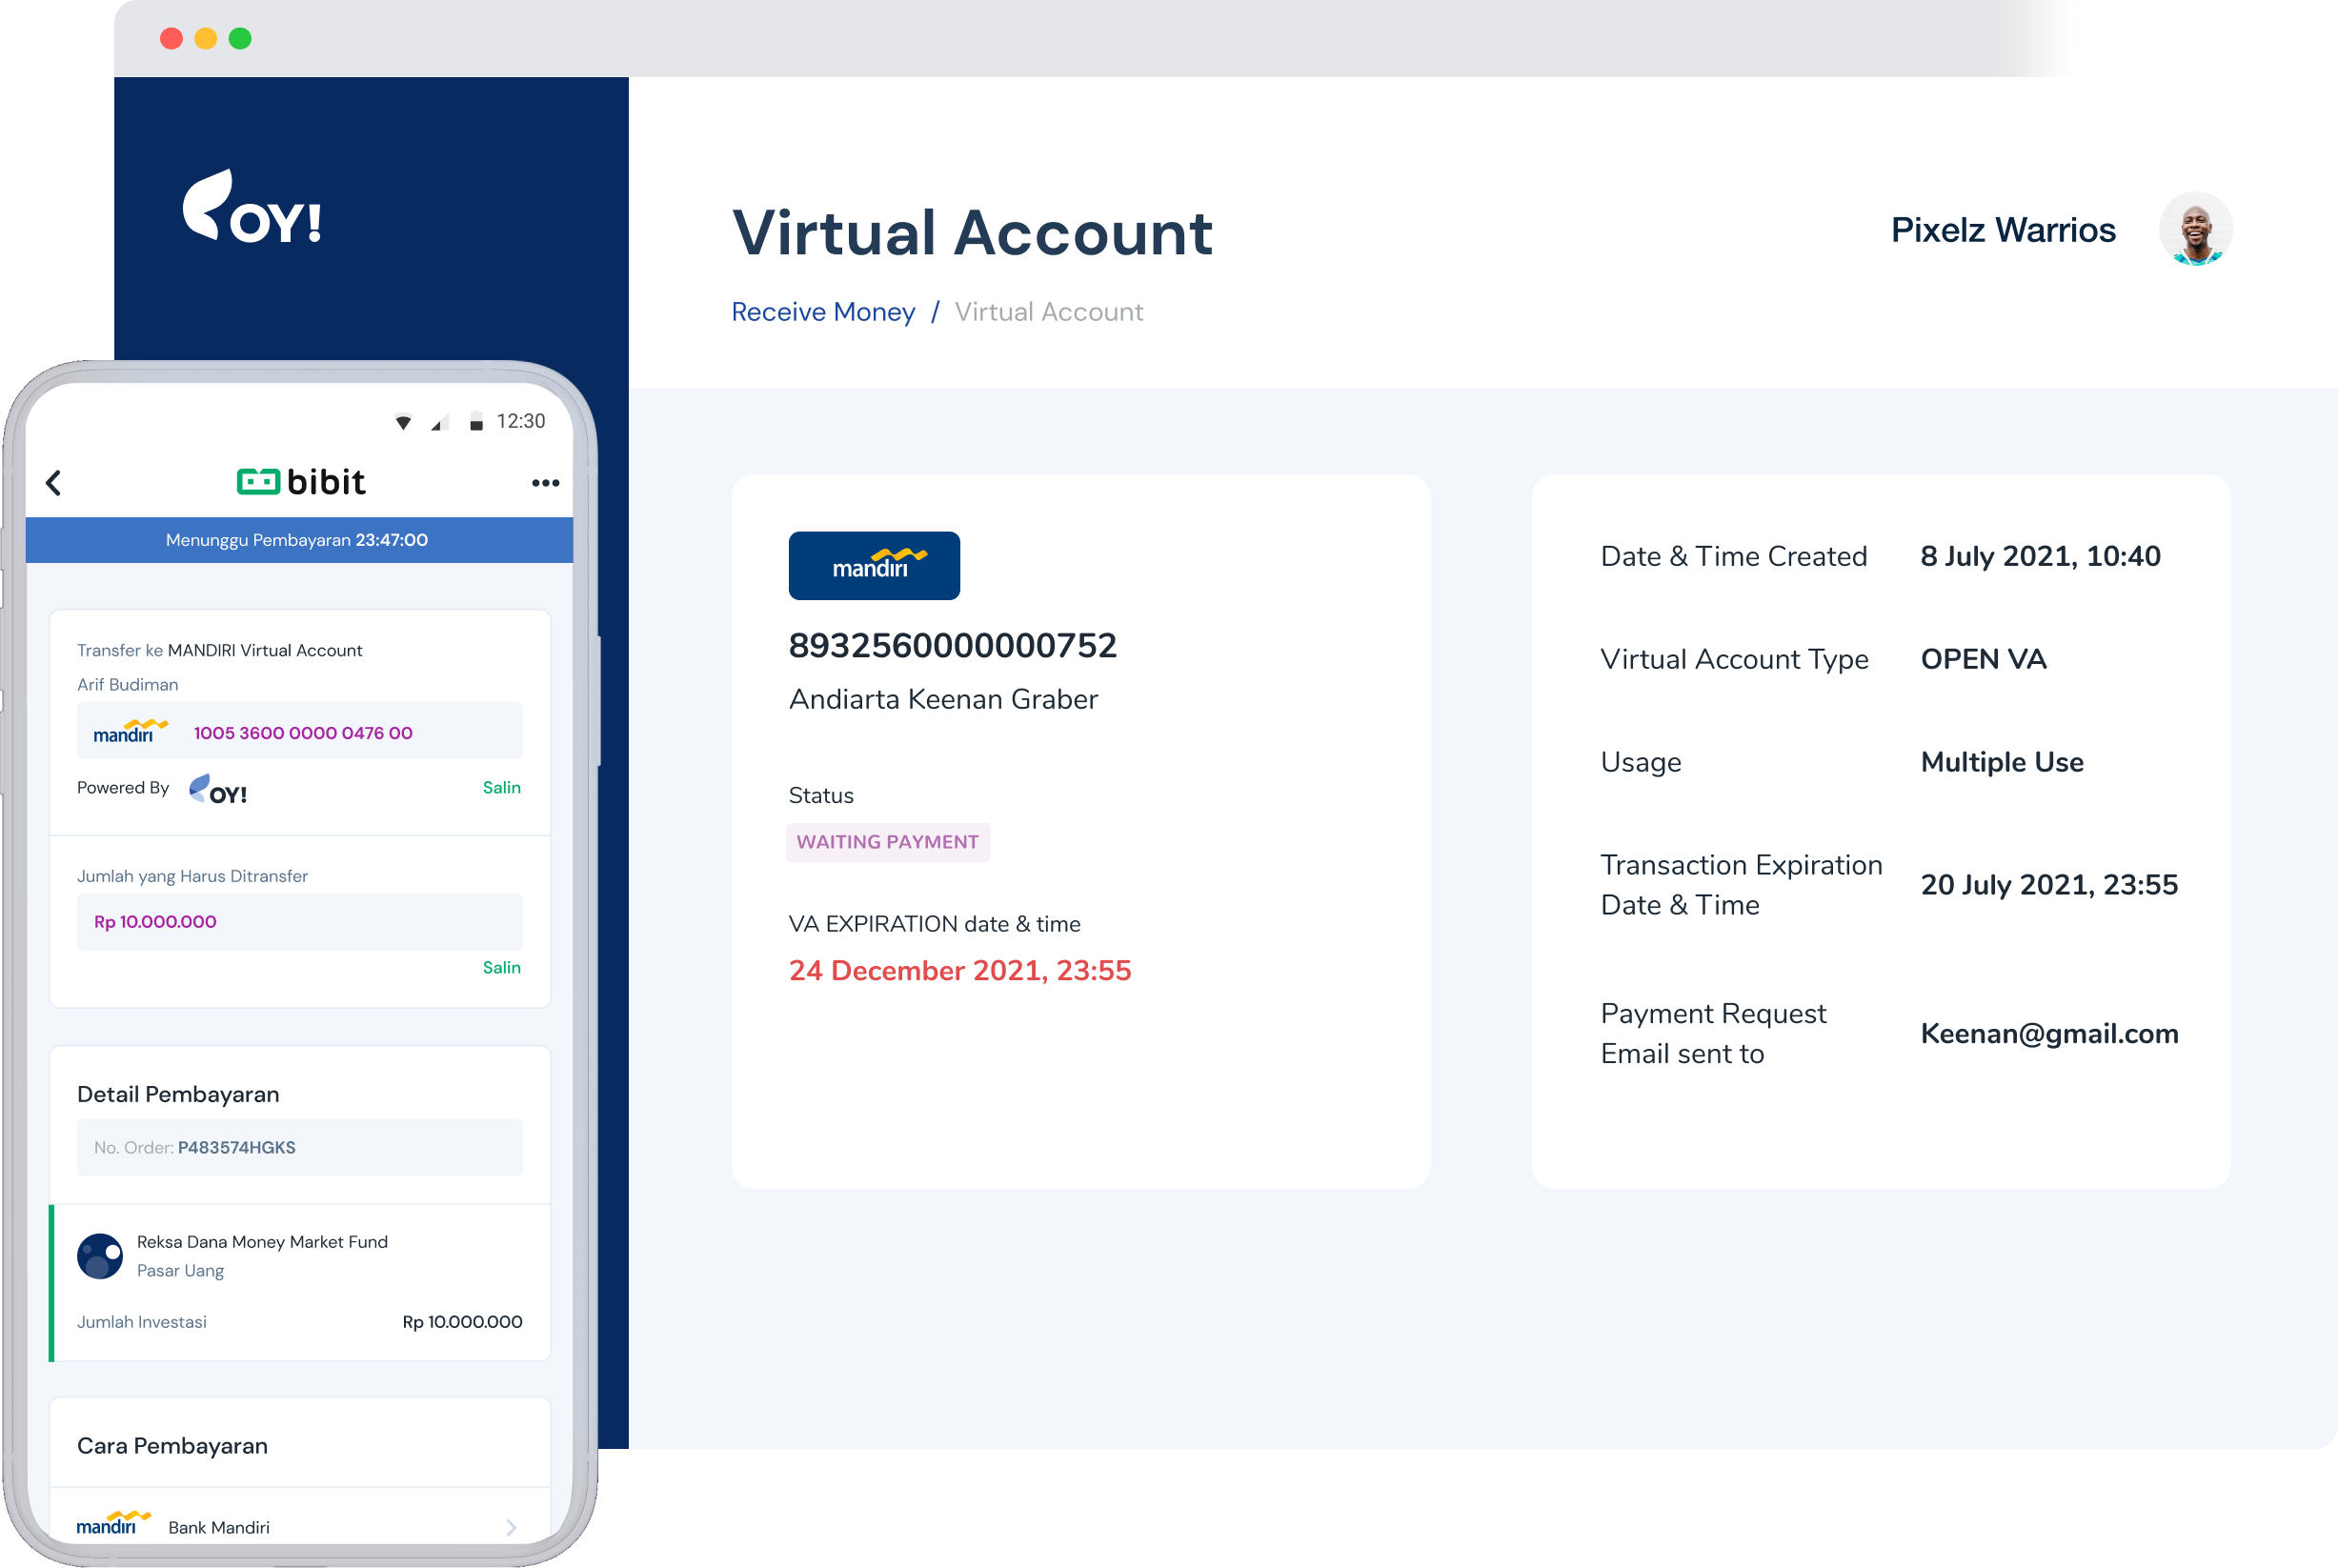 OY!
Virtual Account
Receive Money / Virtual Account
Pixelz Warrios
mandiri
8932560000000752
Andiarta Keenan Graber
Status
WAITING PAYMENT
VA EXPIRATION date & time
24 December 2021, 23:55
Date & Time Created 8 July 2021, 10:40
Virtual Account Type OPEN VA
Usage Multiple Use
Transaction Expiration
Date & Time 20 July 2021, 23:55
Payment Request
Email sent to Keenan@gmail.com
12:30
bibit
Menunggu Pembayaran 23:47:00
Transfer ke MANDIRI Virtual Account
Arif Budiman
mandiri 1005 3600 0000 0476 00
Powered By OY! Salin
Jumlah yang Harus Ditransfer
Rp 10.000.000
Salin
Detail Pembayaran
No. Order: P483574HGKS
Reksa Dana Money Market Fund
Pasar Uang
Jumlah Investasi Rp 10.000.000
Cara Pembayaran
mandiri Bank Mandiri